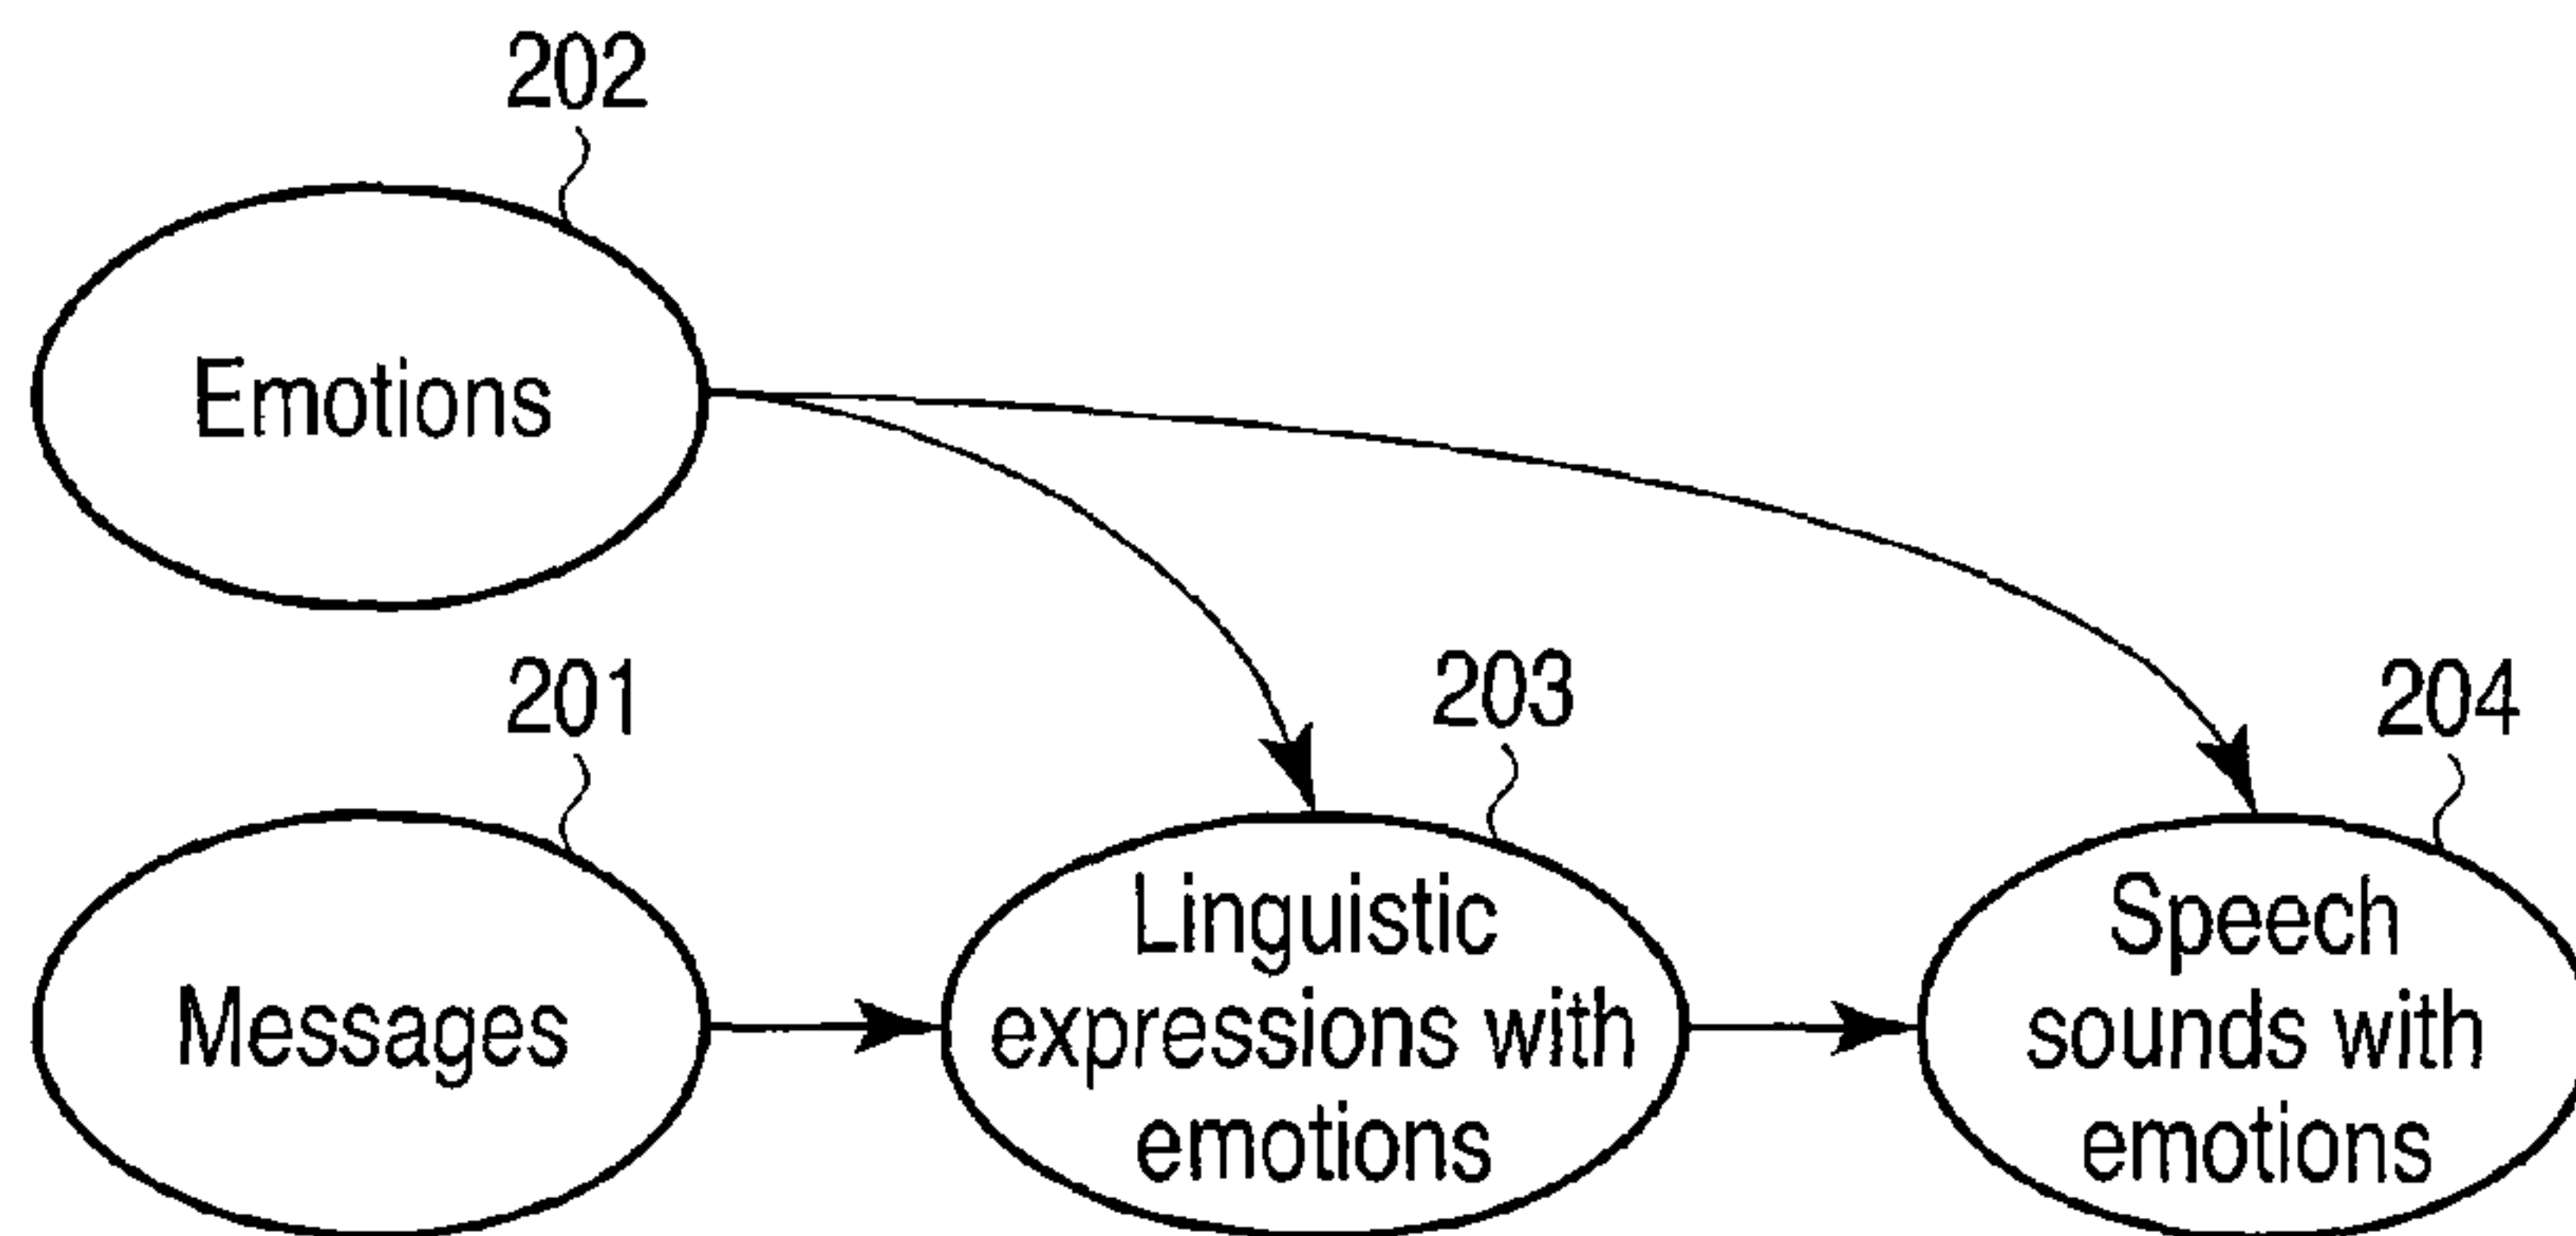 202
Emotions
201
Messages
203
Linguistic
expressions with
emotions
204
Speech
sounds with
emotions